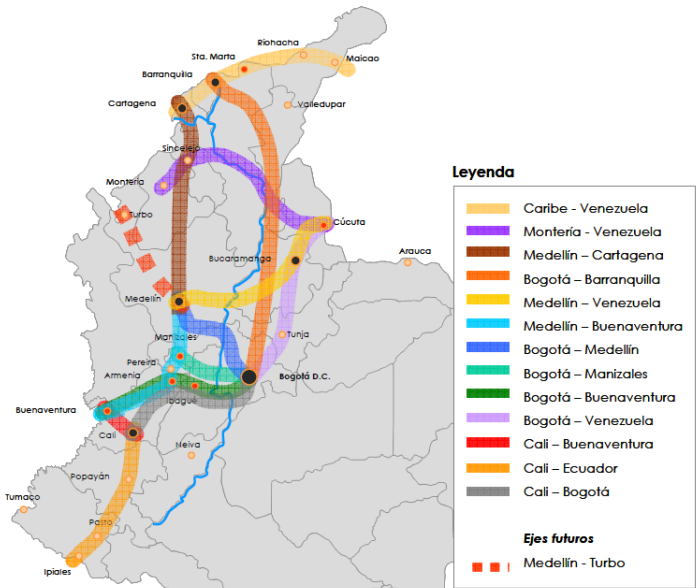 Riohacha
Sta. Marta
Maicao
Barranquilla
Cartagena
Valledupar
Sincelejo
Montería
Turbo
Cúcuta
Arauca
Bucaramanga
Medellín
Manizales
Tunja
Pereira
Armenia
Bogotá D.C.
Ibagué
Buenaventura
Cali
Neiva
Popayán
Tumaco
Pasto
Ipiales
Leyenda
Caribe - Venezuela
Montería - Venezuela
Medellín – Cartagena
Bogotá – Barranquilla
Medellín – Venezuela
Medellín – Buenaventura
Bogotá – Medellín
Bogotá – Manizales
Bogotá – Buenaventura
Bogotá – Venezuela
Cali – Buenaventura
Cali – Ecuador
Cali – Bogotá
Ejes futuros
Medellín - Turbo